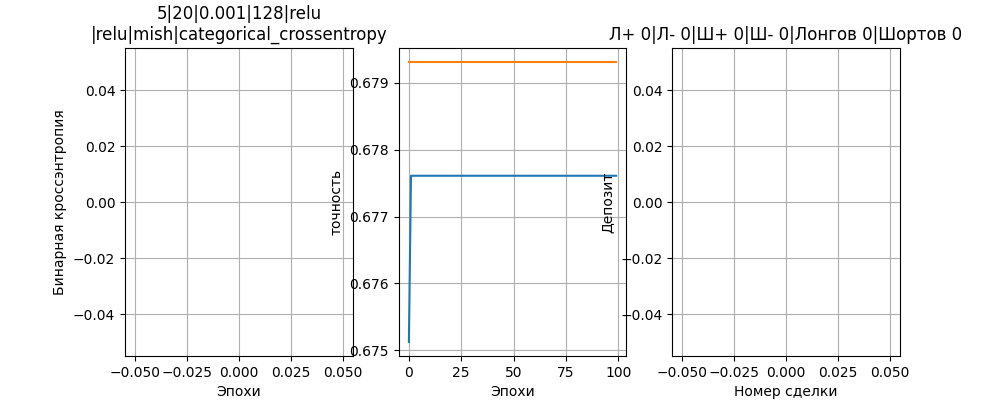 5|20|0.001|128|relu
|relu|mish|categorical_crossentropy
Бинарная кроссэнтропия
0.04
0.02
0.00
−0.02
−0.04
−0.050 −0.025 0.000 0.025 0.050
Эпохи
точность
0.679
0.678
0.677
0.676
0.675
0 25 50 75 100
Эпохи
Л+ 0|Л- 0|Ш+ 0|Ш- 0|Лонгов 0|Шортов 0
Депозит
0.04
0.02
0.00
−0.02
−0.04
−0.050 −0.025 0.000 0.025 0.050
Номер сделки